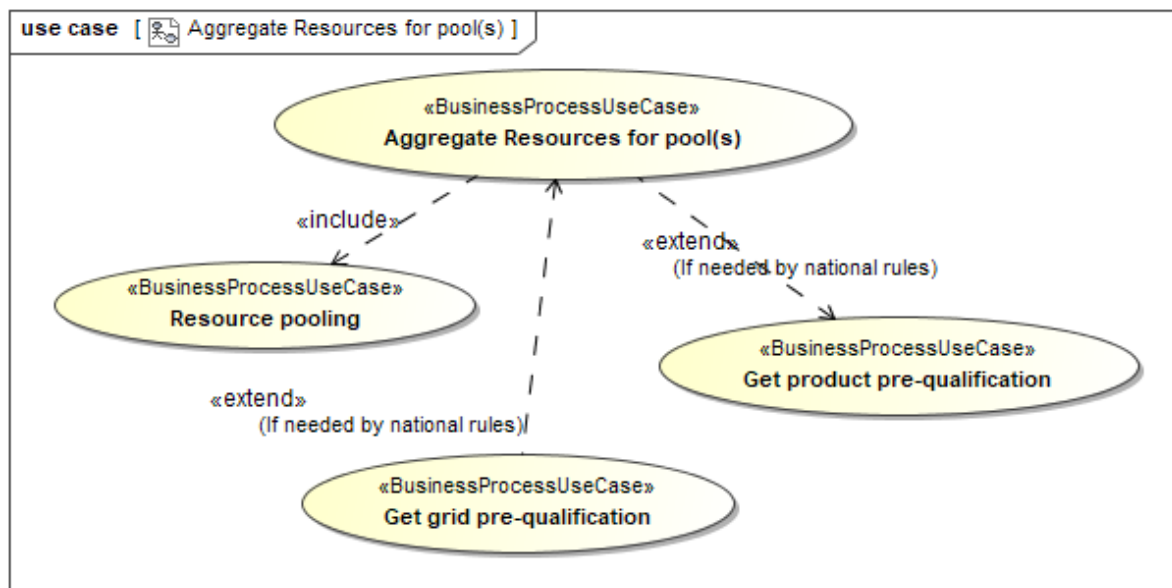 use case [ Aggregate Resources for pool(s) ]
«BusinessProcessUseCase»
Aggregate Resources for pool(s)
«include»
«extend»
(If needed by national rules)
«BusinessProcessUseCase»
Resource pooling
«BusinessProcessUseCase»
Get product pre-qualification
«extend»
(If needed by national rules)
«BusinessProcessUseCase»
Get grid pre-qualification